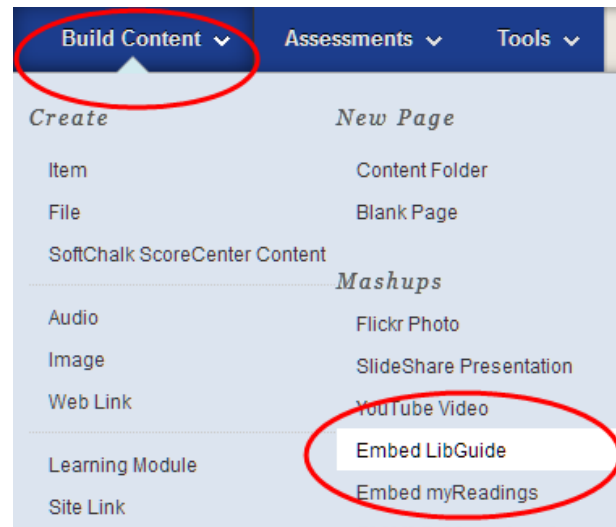 Build Content Assessments Tools
Create
Item
File
SoftChalk ScoreCenter Content
Audio
Image
Web Link
Learning Module
Site Link
New Page
Content Folder
Blank Page
Mashups
Flickr Photo
SlideShare Presentation
YouTube Video
Embed LibGuide
Embed myReadings